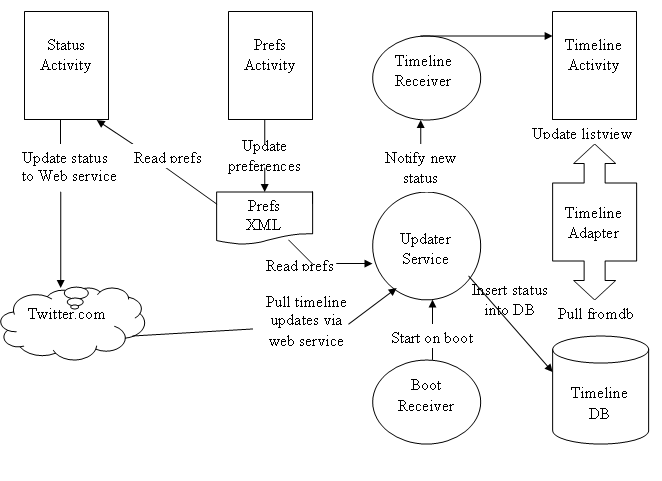 Status
Activity
Prefs
Activity
Timeline
Receiver
Timeline
Activity
Update status
to Web service
Read prefs
Update
preferences
Notify new
status
Update listview
Prefs
XML
Updater
Service
Timeline
Adapter
Read prefs
Insert status
into DB
Twitter.com
Pull timeline
updates via
web service
Start on boot
Pull fromdb
Boot
Receiver
Timeline
DB